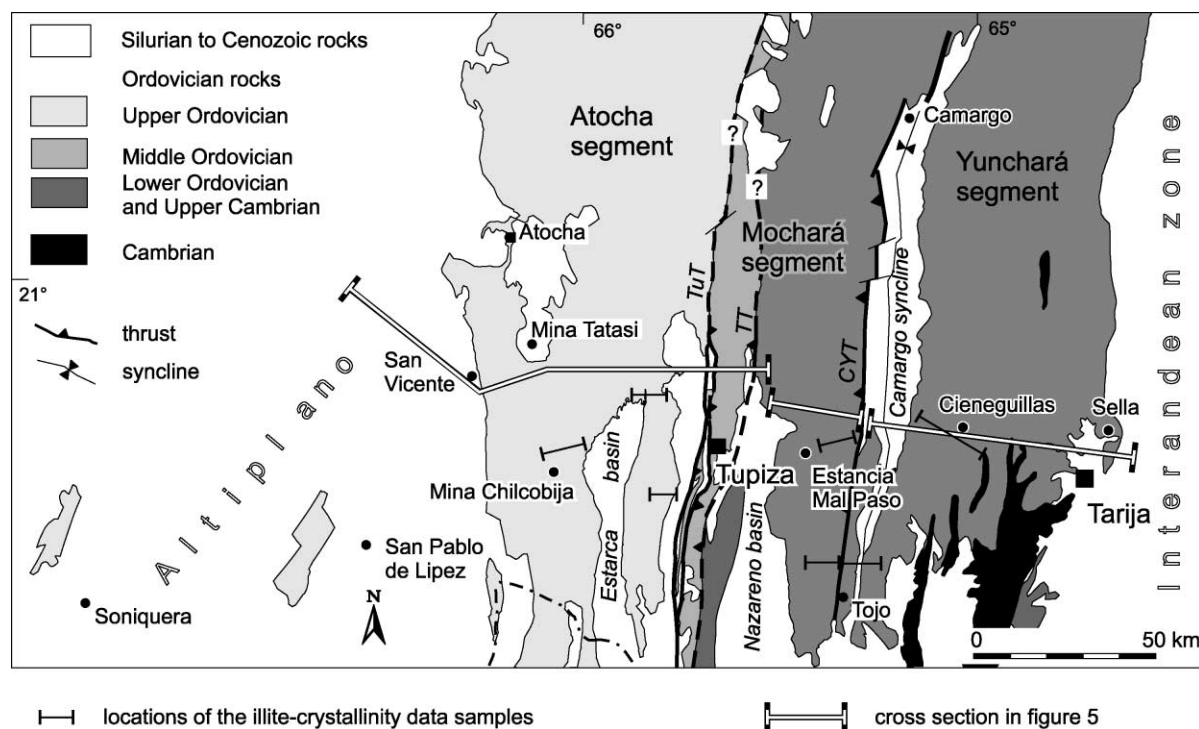 Silurian to Cenozoic rocks
Ordovician rocks
Upper Ordovician
Middle Ordovician
Lower Ordovician
and Upper Cambrian
Cambrian
21°
thrust
syncline
66°
65°
Atocha
segment
?
?
Camargo
Yunchará
segment
Mochará
segment
Atocha
TuT
TT
CYT
Camargo syncline
Interandean zone
Mina Tatasi
San
Vicente
Altiplano
Cieneguillas
Sella
Estarca basin
Mina Chilcobija
Tupiza
Estancia
Mal Paso
Tarija
San Pablo
de Lipez
Nazareno basin
Soniquera
N
Tojo
0 50 km
locations of the illite-crystallinity data samples
cross section in figure 5